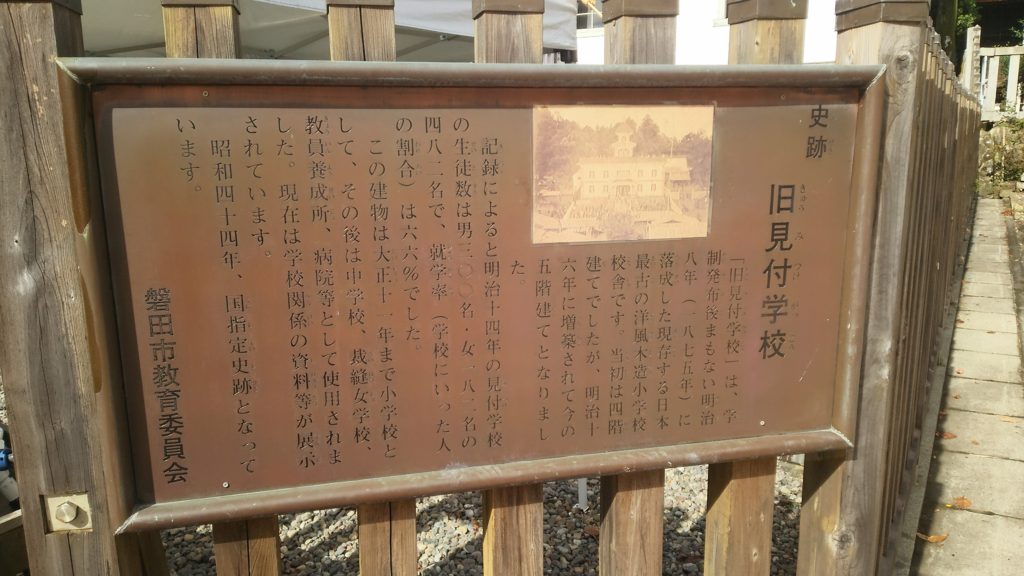 史跡
旧見付学校
きゅうみつけがっこう
「旧見付学校」は、学
制発布後まもない明治
八年(一八七五年)に
落成した現存する日本
最古の洋風木造小学校
校舎です。当初は四階
建てでしたが、明治十
六年に増築されて今の
五階建てとなりまし
た。
記録によると明治十四年の見付学校
の生徒数は男三〇〇名・女一八二名の
四八二名で、就学率(学校にいった人
の割合)は六六%でした。
この建物は大正十一年まで小学校と
して、その後は中学校、裁縫女学校、
教員養成所、病院等として使用されま
した。現在は学校関係の資料等が展示
されています。
昭和四十四年、国指定史跡となって
います。
磐田市教育委員会